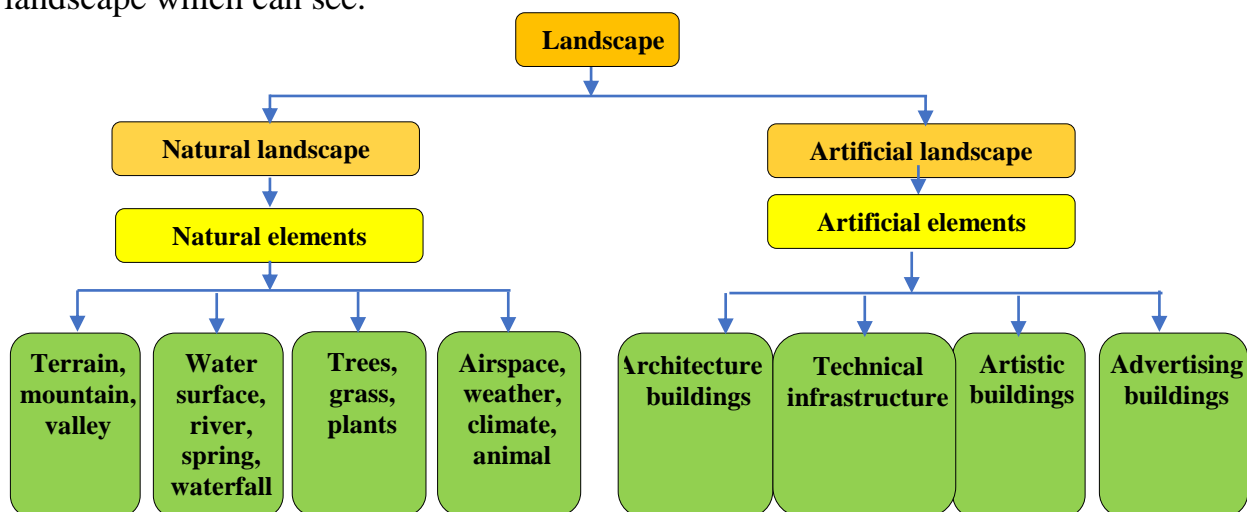 landscape which can see.
Landscape
Natural landscape
Artificial landscape
Natural elements
Artificial elements
Terrain,
mountain,
valley
Water
surface,
river,
spring,
waterfall
Trees,
grass,
plants
Airspace,
weather,
climate,
animal
Architecture
buildings
Technical
infrastructure
Artistic
buildings
Advertising
buildings